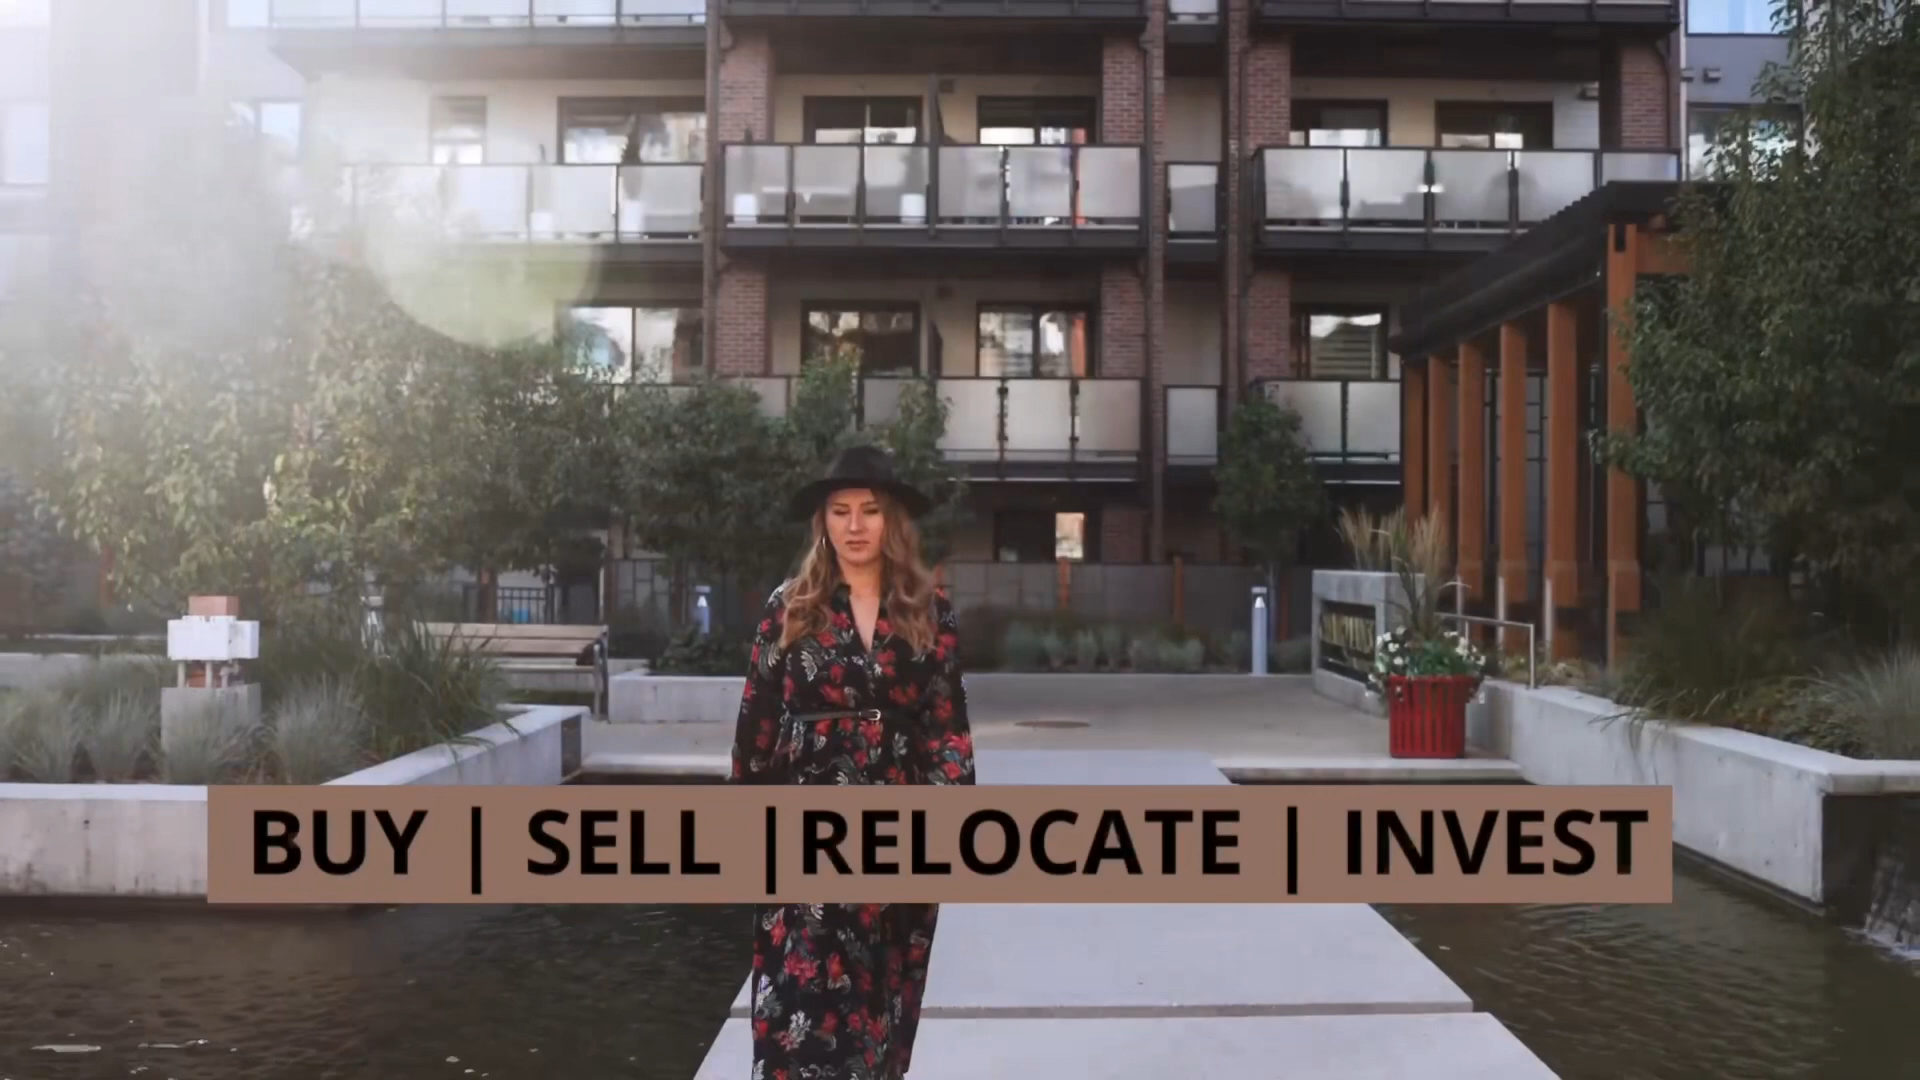 BUY | SELL |RELOCATE | INVEST